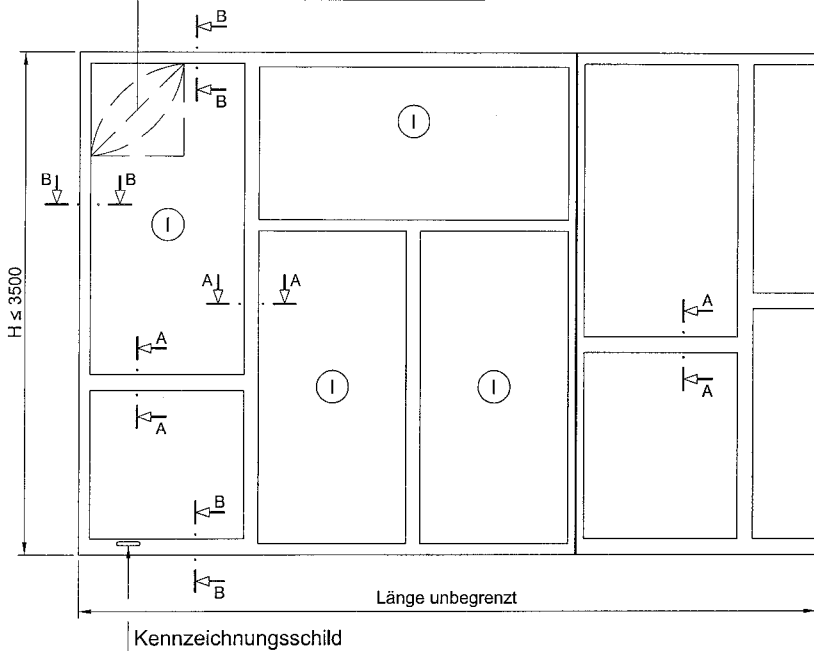 B
B
I
B B
I
A A
H ≤ 3500
A
A
A
A
I
I
B
B
Länge unbegrenzt
Kennzeichnungsschild